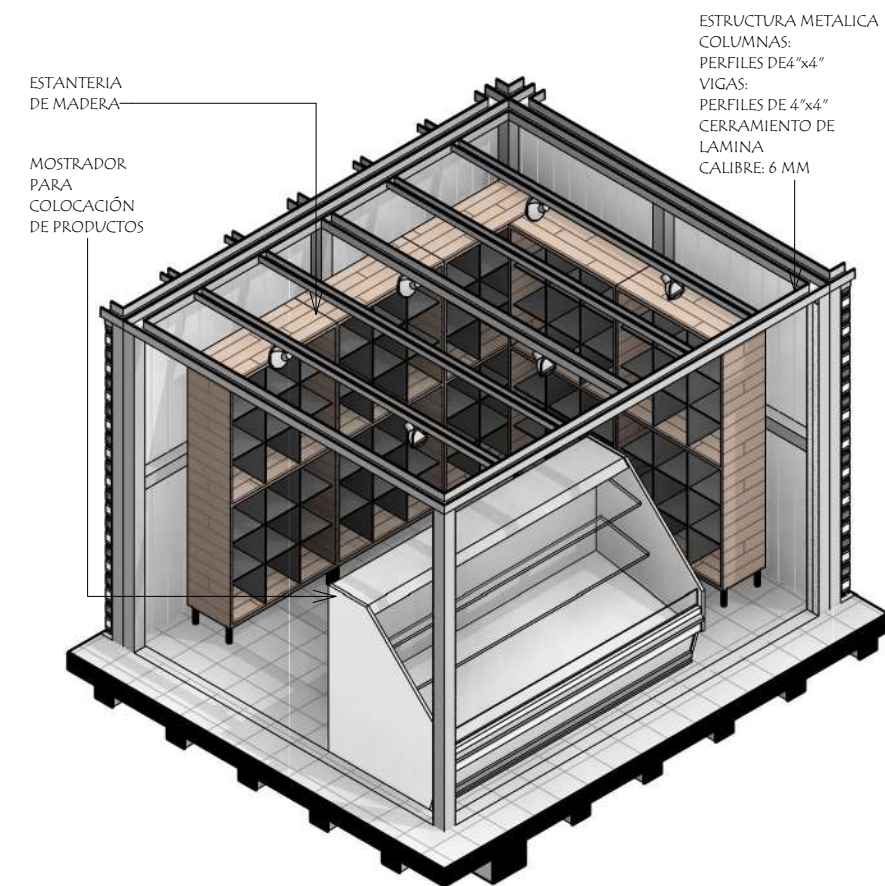 ESTRUCTURA METALICA
COLUMNAS:
PERFILES DE4"x4"
VIGAS:
PERFILES DE 4"x4"
CERRAMIENTO DE
LAMINA
CALIBRE: 6 MM
ESTANTERIA
DE MADERA
MOSTRADOR
PARA
COLOCACIÓN
DE PRODUCTOS